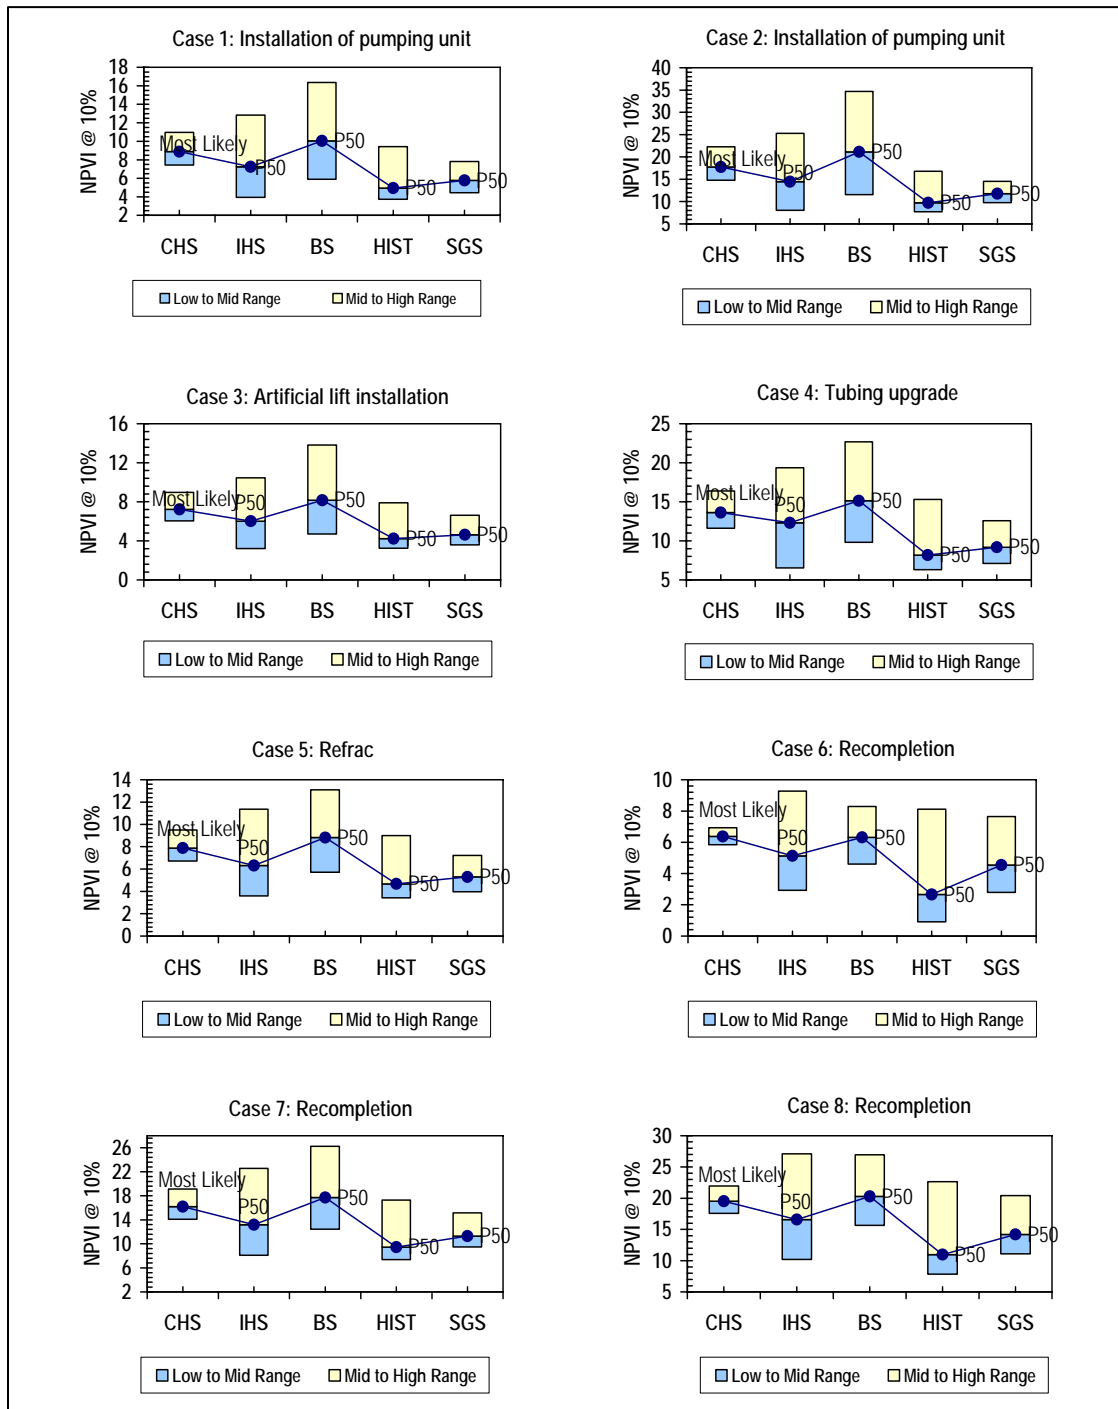 Case 1: Installation of pumping unit
NPVI @ 10%
18
16
14
12
10
8
6
4
2
Most Likely
P50
P50
P50
P50
CHS IHS BS HIST SGS
Low to Mid Range Mid to High Range
Case 2: Installation of pumping unit
NPVI @ 10%
40
35
30
25
20
15
10
5
Most Likely
P50
P50
P50
P50
CHS IHS BS HIST SGS
Low to Mid Range Mid to High Range
Case 3: Artificial lift installation
NPVI @ 10%
16
12
8
4
0
Most Likely
P50
P50
P50
P50
CHS IHS BS HIST SGS
Low to Mid Range Mid to High Range
Case 4: Tubing upgrade
NPVI @ 10%
25
20
15
10
5
Most Likely
P50
P50
P50
P50
CHS IHS BS HIST SGS
Low to Mid Range Mid to High Range
Case 5: Refrac
NPVI @ 10%
14
12
10
8
6
4
2
0
Most Likely
P50
P50
P50
P50
CHS IHS BS HIST SGS
Low to Mid Range Mid to High Range
Case 6: Recompletion
NPVI @ 10%
10
8
6
4
2
0
Most Likely
P50
P50
P50
P50
CHS IHS BS HIST SGS
Low to Mid Range Mid to High Range
Case 7: Recompletion
NPVI @ 10%
26
22
18
14
10
6
2
Most Likely
P50
P50
P50
P50
CHS IHS BS HIST SGS
Low to Mid Range Mid to High Range
Case 8: Recompletion
NPVI @ 10%
30
25
20
15
10
5
Most Likely
P50
P50
P50
P50
CHS IHS BS HIST SGS
Low to Mid Range Mid to High Range